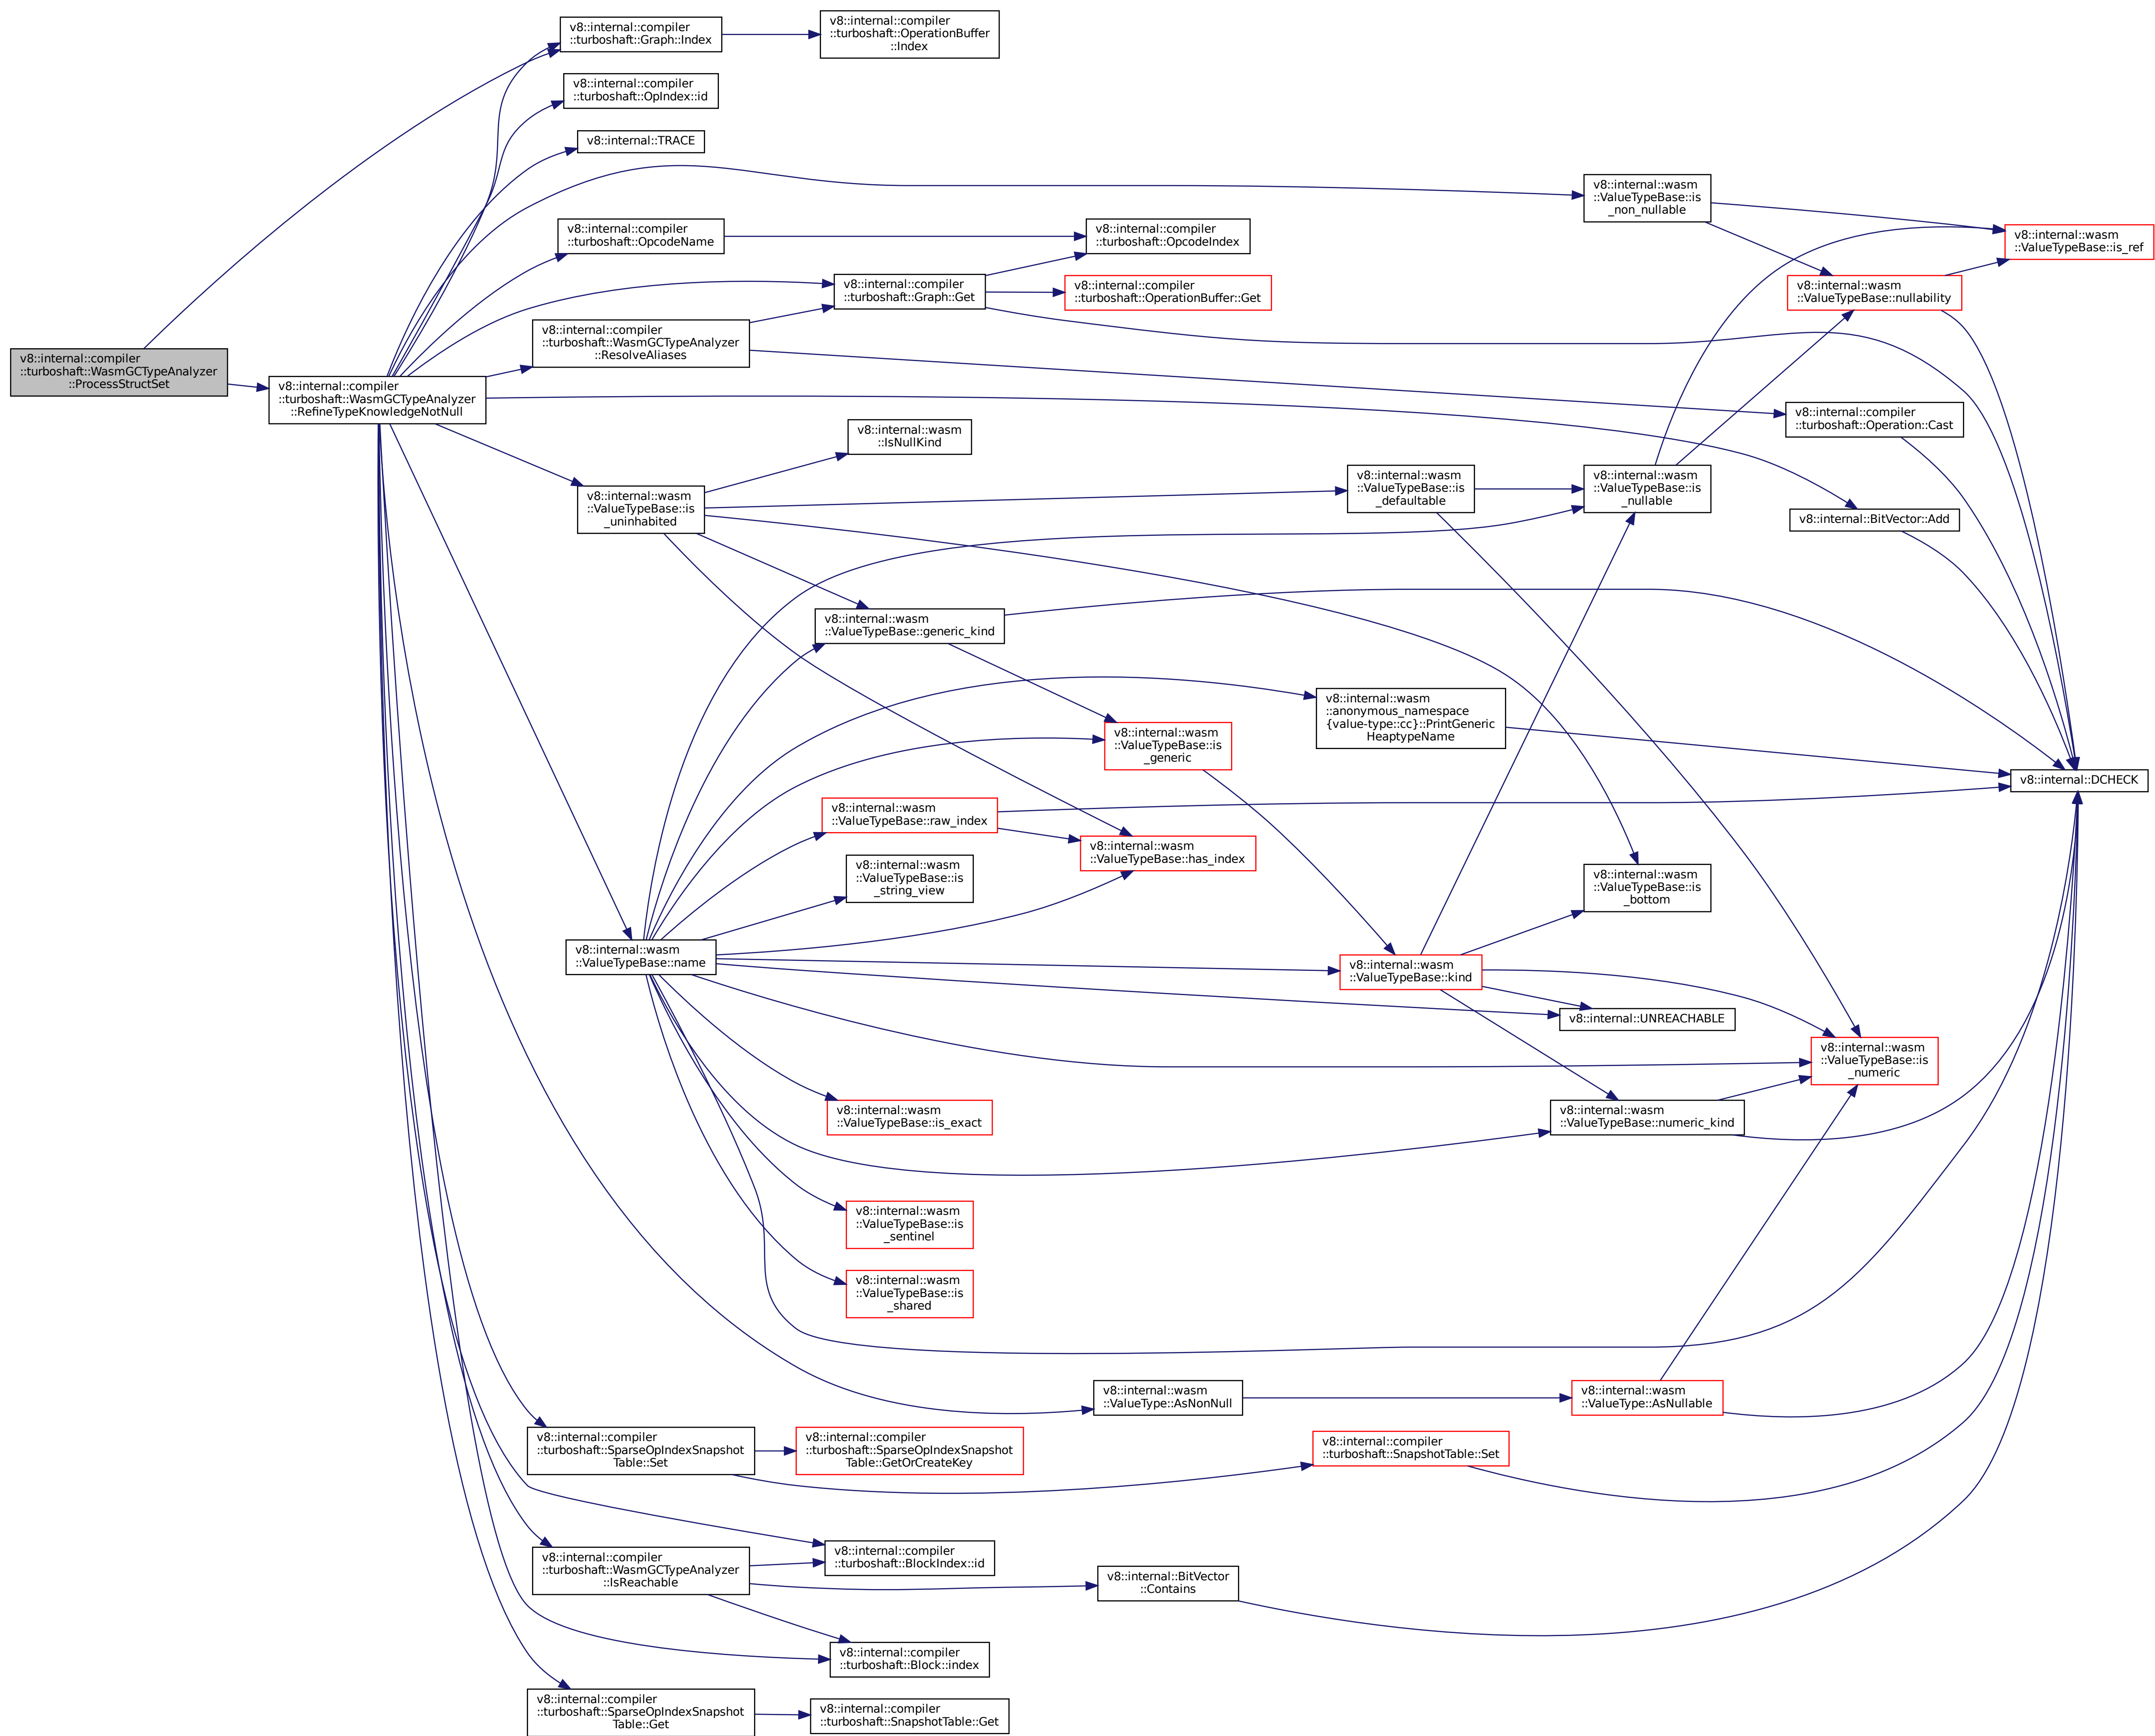 v8::internal::compiler
::turboshaft::WasmGCTypeAnalyzer
::ProcessStructSet
v8::internal::compiler
::turboshaft::WasmGCTypeAnalyzer
::RefineTypeKnowledgeNotNull
v8::internal::compiler
::turboshaft::Graph::Index
v8::internal::compiler
::turboshaft::OpIndex::id
v8::internal::TRACE
v8::internal::compiler
::turboshaft::OpcodeName
v8::internal::compiler
::turboshaft::WasmGCTypeAnalyzer
::ResolveAliases
v8::internal::wasm
::ValueTypeBase::is
_uninhabited
v8::internal::wasm
::ValueTypeBase::name
v8::internal::compiler
::turboshaft::SparseOpIndexSnapshot
Table::Set
v8::internal::compiler
::turboshaft::WasmGCTypeAnalyzer
::IsReachable
v8::internal::compiler
::turboshaft::SparseOpIndexSnapshot
Table::Get
v8::internal::compiler
::turboshaft::OperationBuffer
::Index
v8::internal::compiler
::turboshaft::Graph::Get
v8::internal::wasm
::IsNullKind
v8::internal::wasm
::ValueTypeBase::generic_kind
v8::internal::wasm
::ValueTypeBase::raw_index
v8::internal::wasm
::ValueTypeBase::is
_string_view
v8::internal::wasm
::ValueTypeBase::is_exact
v8::internal::wasm
::ValueTypeBase::is
_sentinel
v8::internal::wasm
::ValueTypeBase::is
_shared
v8::internal::compiler
::turboshaft::SparseOpIndexSnapshot
Table::GetOrCreateKey
v8::internal::compiler
::turboshaft::BlockIndex::id
v8::internal::compiler
::turboshaft::Block::index
v8::internal::compiler
::turboshaft::SnapshotTable::Get
v8::internal::compiler
::turboshaft::OpcodeIndex
v8::internal::compiler
::turboshaft::OperationBuffer::Get
v8::internal::wasm
::ValueTypeBase::is
_generic
v8::internal::wasm
::ValueTypeBase::has_index
v8::internal::wasm
::ValueType::AsNonNull
v8::internal::BitVector
::Contains
v8::internal::wasm
::ValueTypeBase::is
_defaultable
v8::internal::wasm
::anonymous_namespace
{value-type::cc}::PrintGeneric
HeaptypeName
v8::internal::wasm
::ValueTypeBase::kind
v8::internal::compiler
::turboshaft::SnapshotTable::Set
v8::internal::wasm
::ValueTypeBase::is
_non_nullable
v8::internal::wasm
::ValueTypeBase::is
_nullable
v8::internal::wasm
::ValueTypeBase::is
_bottom
v8::internal::UNREACHABLE
v8::internal::wasm
::ValueTypeBase::numeric_kind
v8::internal::wasm
::ValueType::AsNullable
v8::internal::wasm
::ValueTypeBase::nullability
v8::internal::compiler
::turboshaft::Operation::Cast
v8::internal::BitVector::Add
v8::internal::wasm
::ValueTypeBase::is
_numeric
v8::internal::wasm
::ValueTypeBase::is_ref
v8::internal::DCHECK